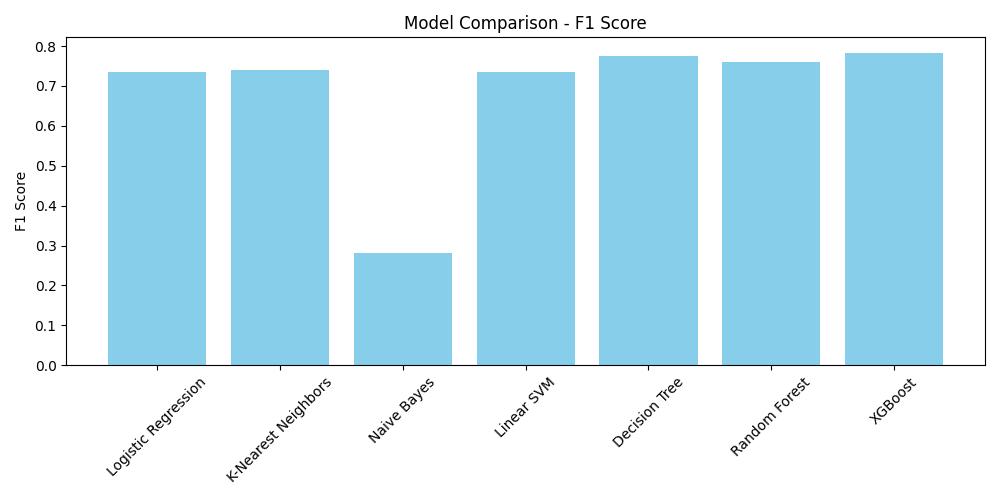 Model Comparison - F1 Score
F1 Score
0.8
0.7
0.6
0.5
0.4
0.3
0.2
0.1
0.0
Logistic Regression
K-Nearest Neighbors
Naive Bayes
Linear SVM
Decision Tree
Random Forest
XGBoost